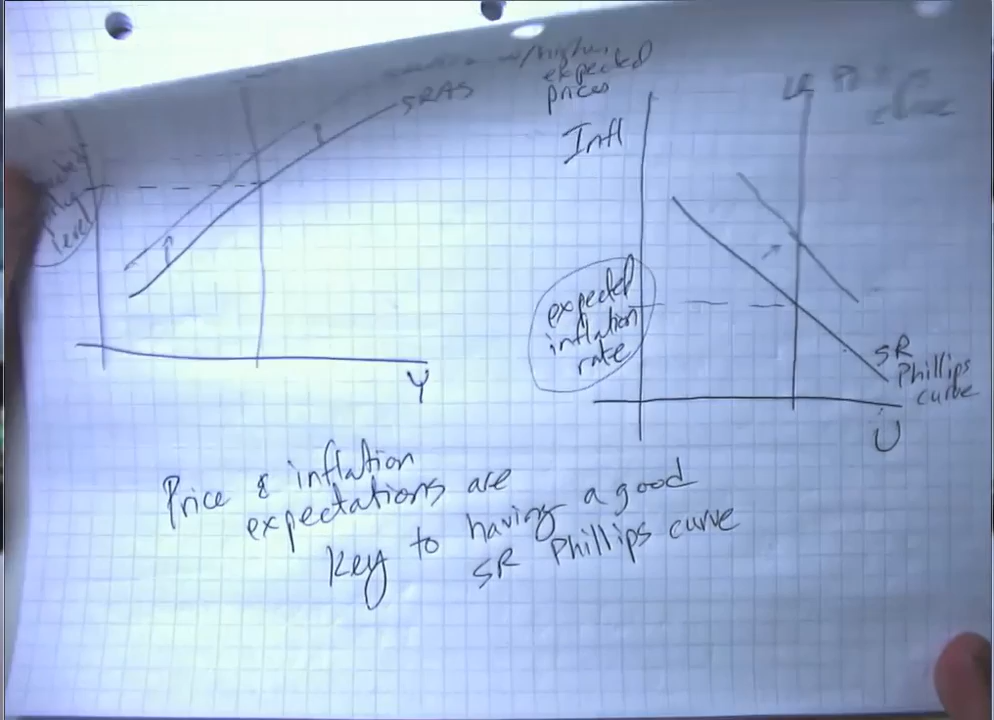 w/higher
expected
prices
SRAS
level
Y
Infl
LR
expected
inflation
rate
SR
Phillips
curve
U
Price & inflation
expectations are
key to having a good
SR Phillips curve